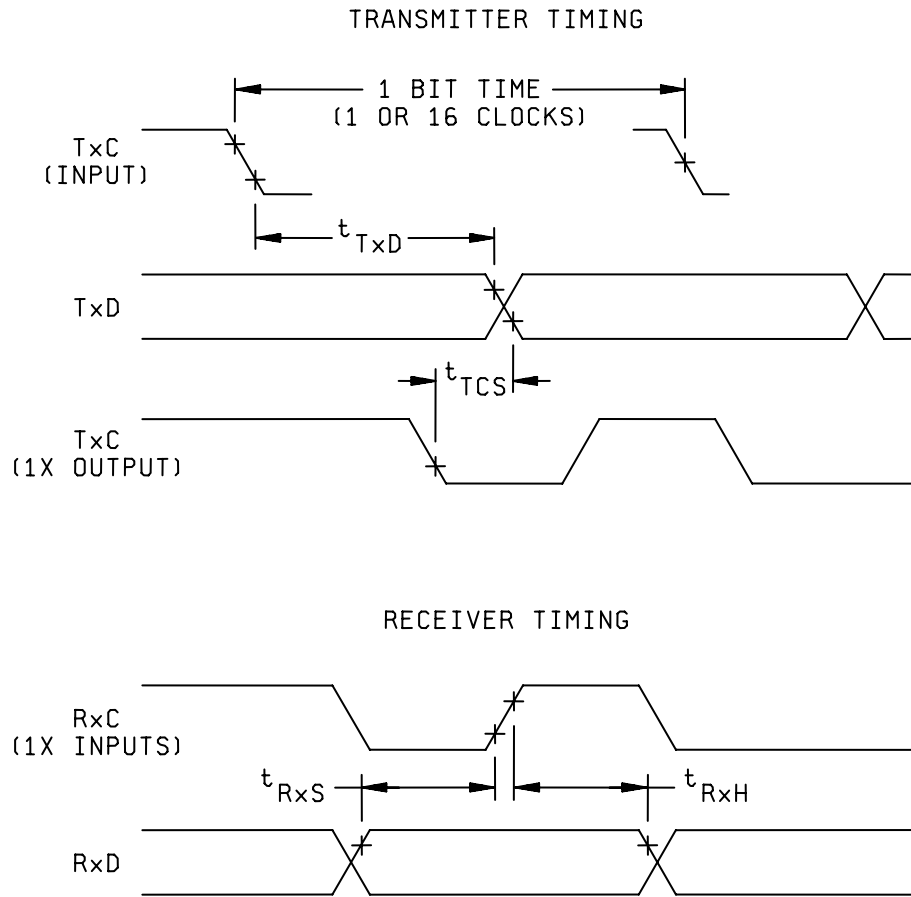 TRANSMITTER TIMING
1 BIT TIME
(1 OR 16 CLOCKS)
TxC
(INPUT)
tTxD
TxD
tTCS
TxC
(1X OUTPUT)
RECEIVER TIMING
RxC
(1X INPUTS)
tRxS
tRxH
RxD